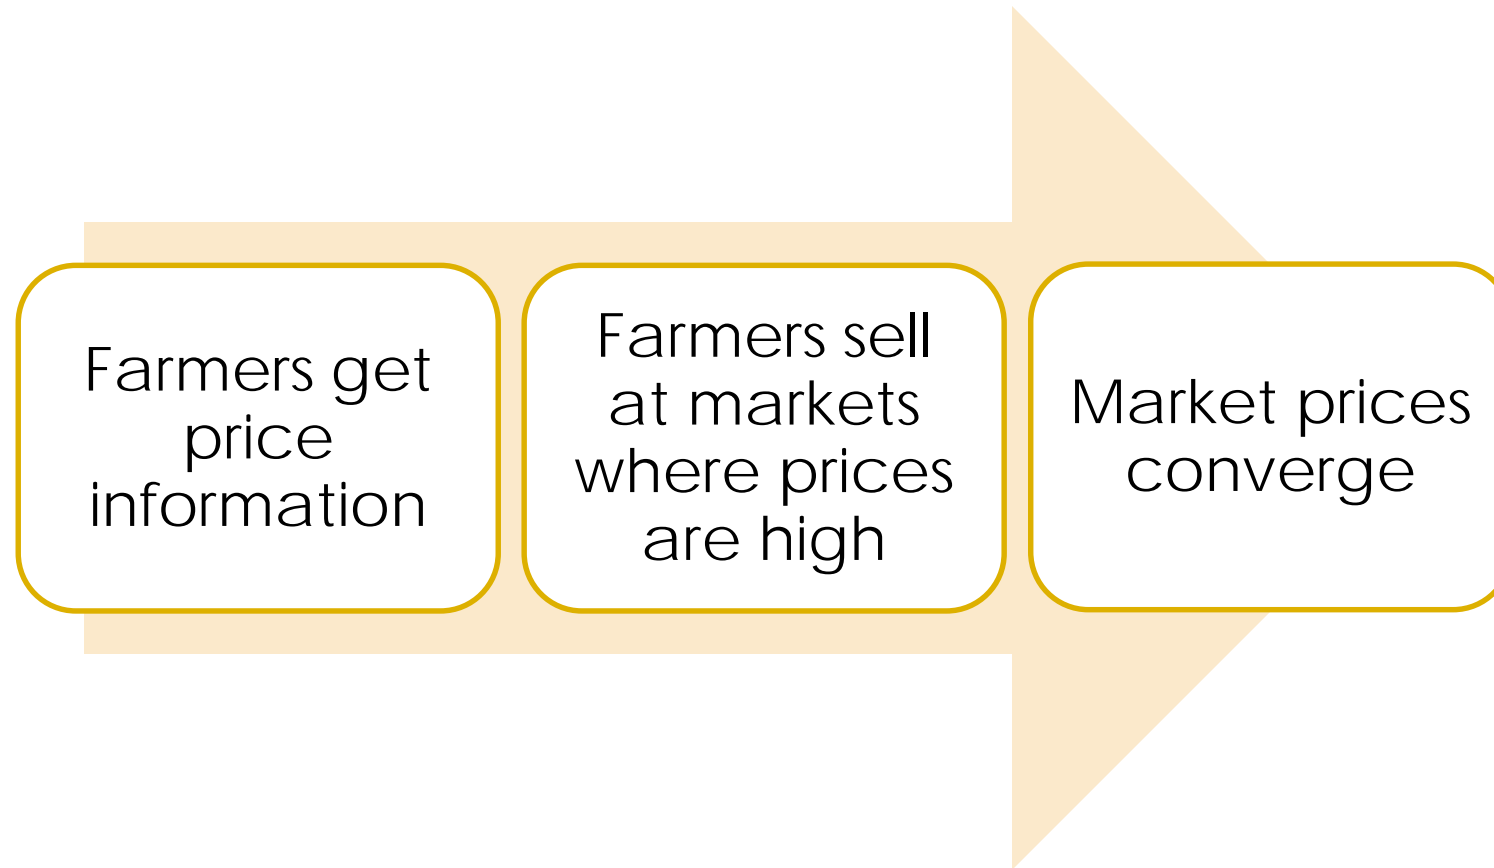 Farmers get
price
information
Farmers sell
at markets
where prices
are high
Market prices
converge